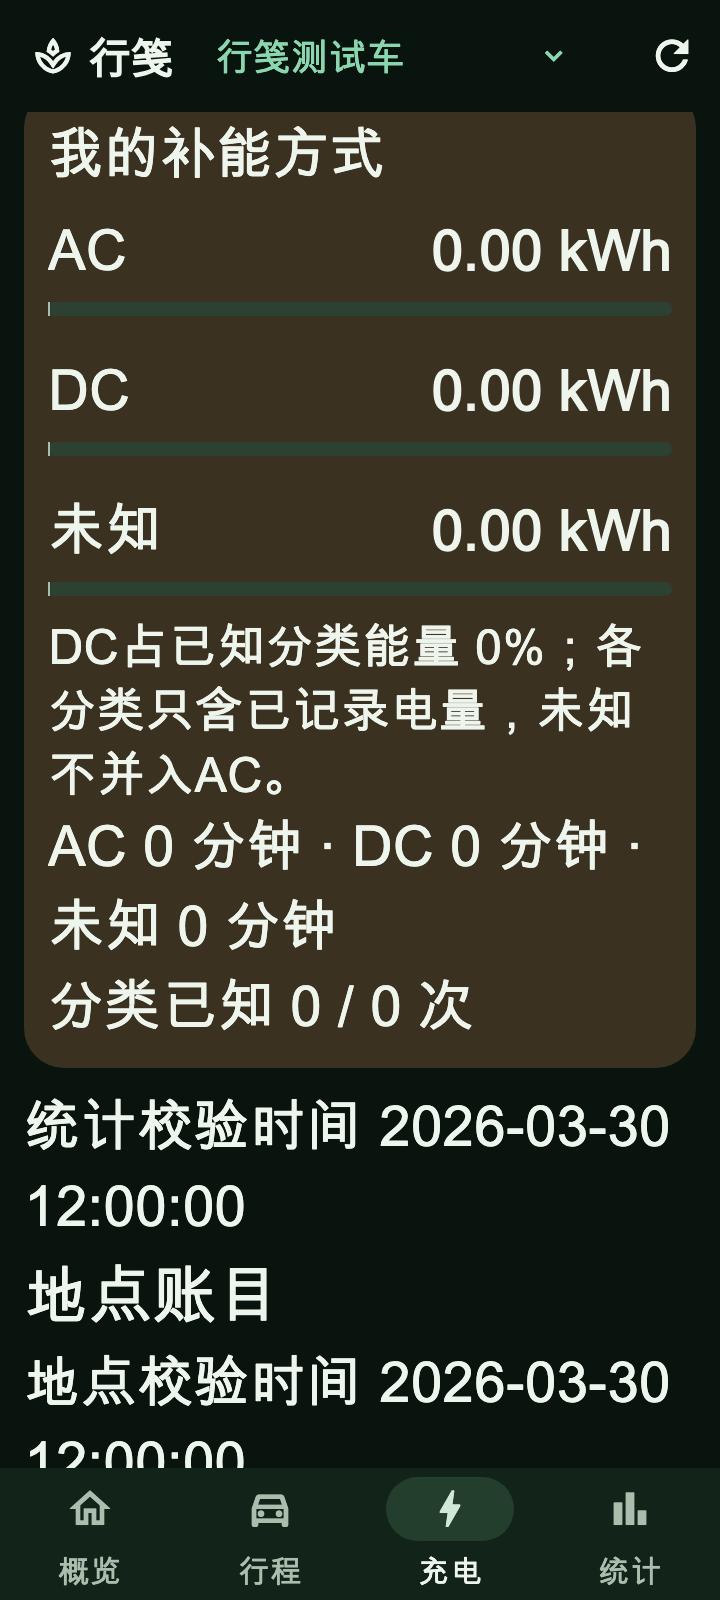 行笺 行笺测试车
我的补能方式
AC 0.00 kWh
DC 0.00 kWh
未知 0.00 kWh
DC占已知分类能量 0%；各
分类只含已记录电量，未知
不并入AC。
AC 0 分钟 · DC 0 分钟 ·
未知 0 分钟
分类已知 0 / 0 次
统计校验时间 2026-03-30
12:00:00
地点账目
地点校验时间 2026-03-30
12:00:00
概览 行程 充电 统计